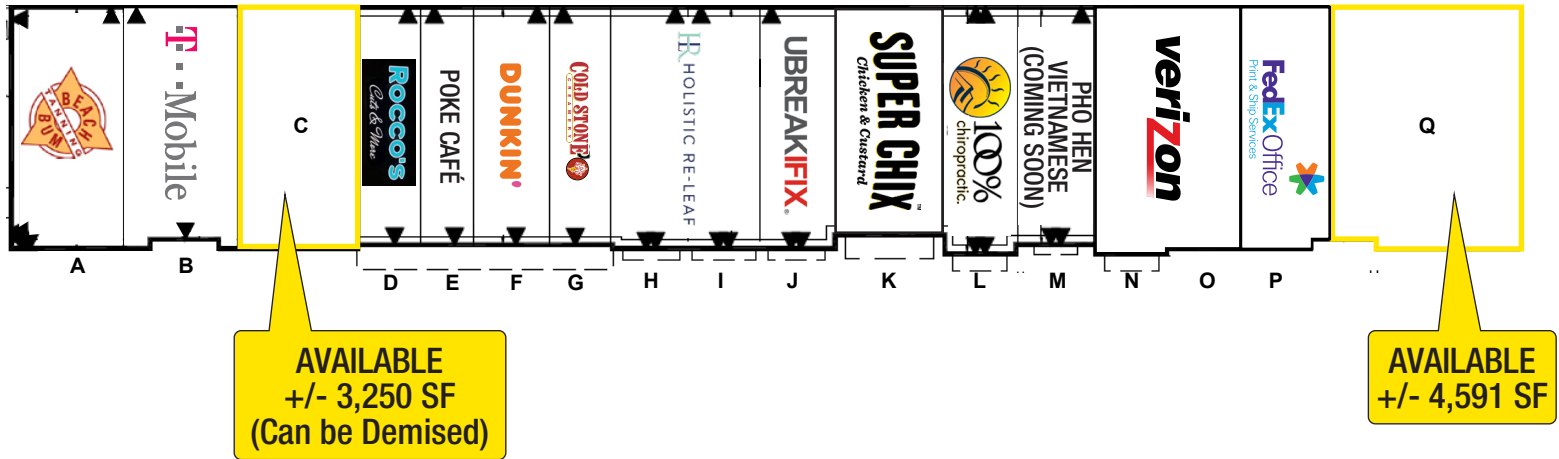 BEACH
BUM
TANNING
T··Mobile
C
ROCCO'S
Cuts & More
POKE CAFÉ
DUNKIN'
COLD STONE
CREAMERY
HR HOLISTIC RE-LEAF
UBREAKIFIX.
SUPER CHIX™
Chicken & Custard
100%
chiropractic.
PHO HEN
VIETNAMESE
(COMING SOON)
verizon
FedEx Office
Print & Ship Services
Q
A B D E F G H I J K L M N O P
AVAILABLE
+/- 3,250 SF
(Can be Demised)
AVAILABLE
+/- 4,591 SF